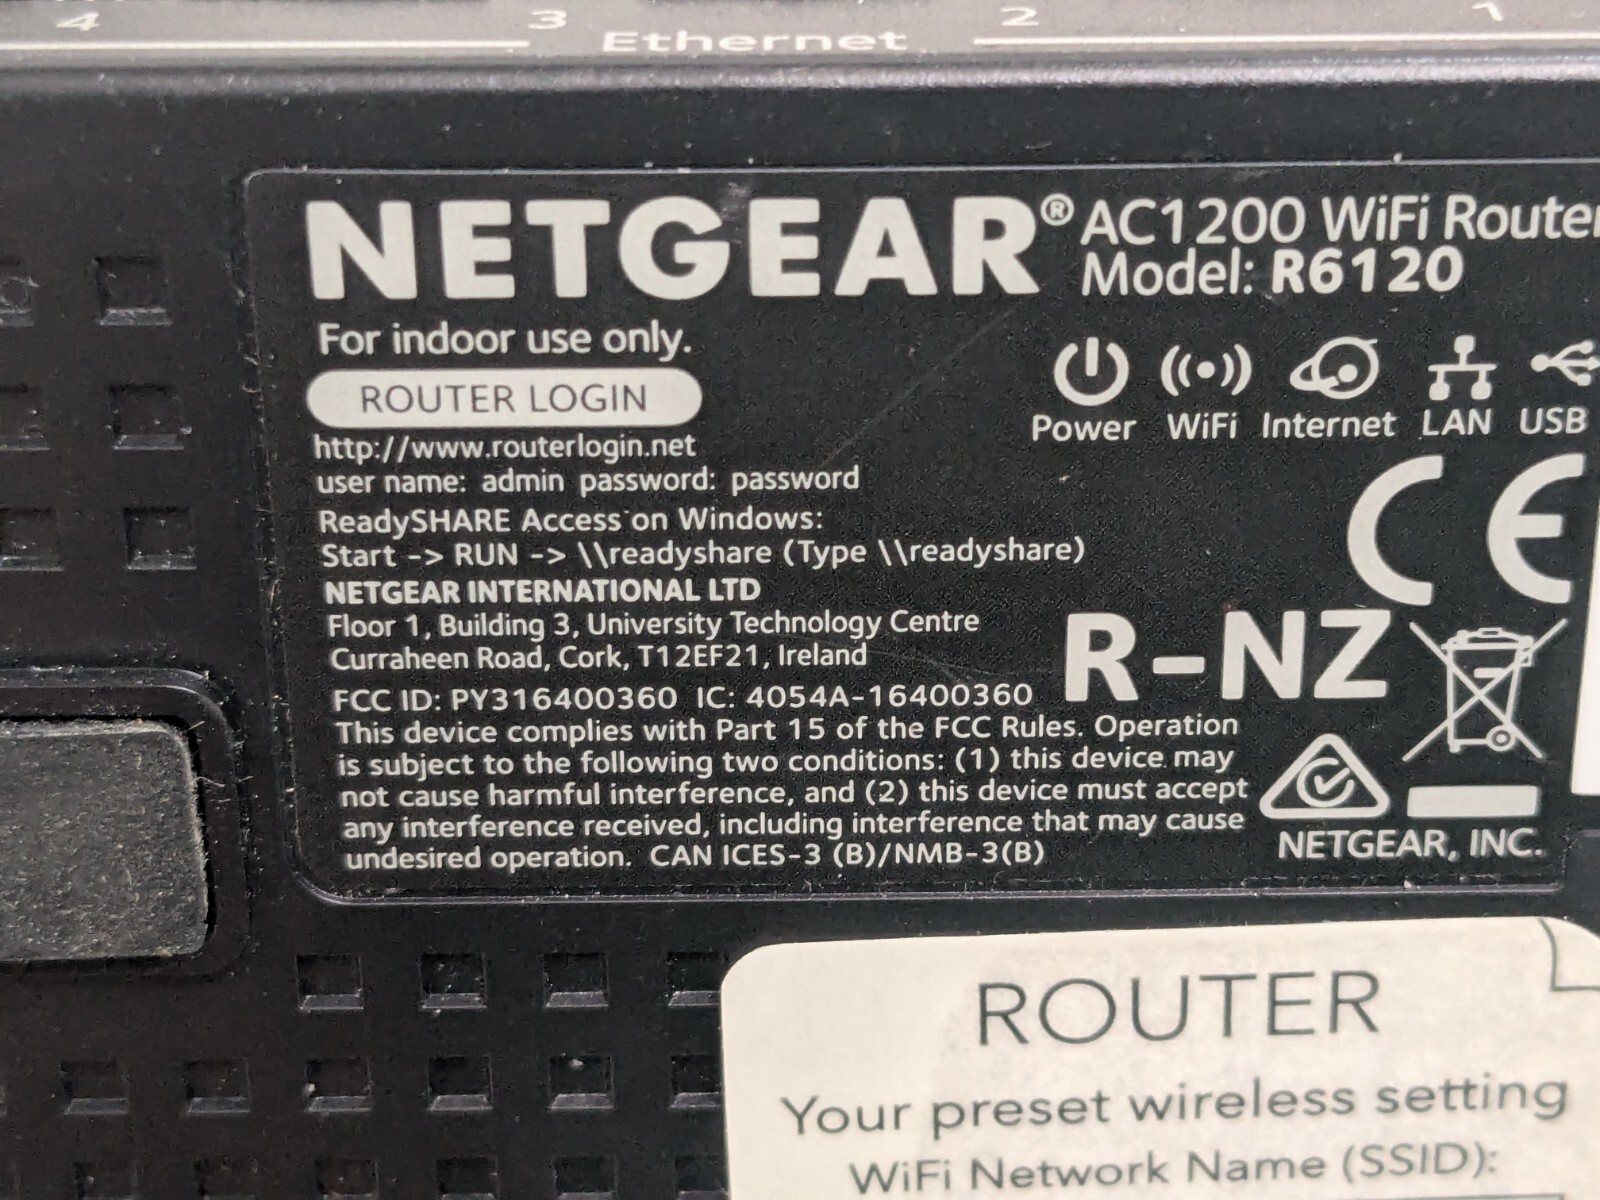 4 3 2 1
Ethernet
NETGEAR® AC1200 WiFi Router
Model: R6120
For indoor use only.
Power WiFi Internet LAN USB
ROUTER LOGIN
http://www.routerlogin.net
user name: admin password: password
ReadySHARE Access on Windows:
Start -> RUN -> \\readyshare (Type \\readyshare)
CE
NETGEAR INTERNATIONAL LTD
Floor 1, Building 3, University Technology Centre
Curraheen Road, Cork, T12EF21, Ireland
R-NZ
FCC ID: PY316400360 IC: 4054A-16400360
This device complies with Part 15 of the FCC Rules. Operation
is subject to the following two conditions: (1) this device may
not cause harmful interference, and (2) this device must accept
any interference received, including interference that may cause
undesired operation. CAN ICES-3 (B)/NMB-3(B)
NETGEAR, INC.
ROUTER
Your preset wireless setting
WiFi Network Name (SSID):